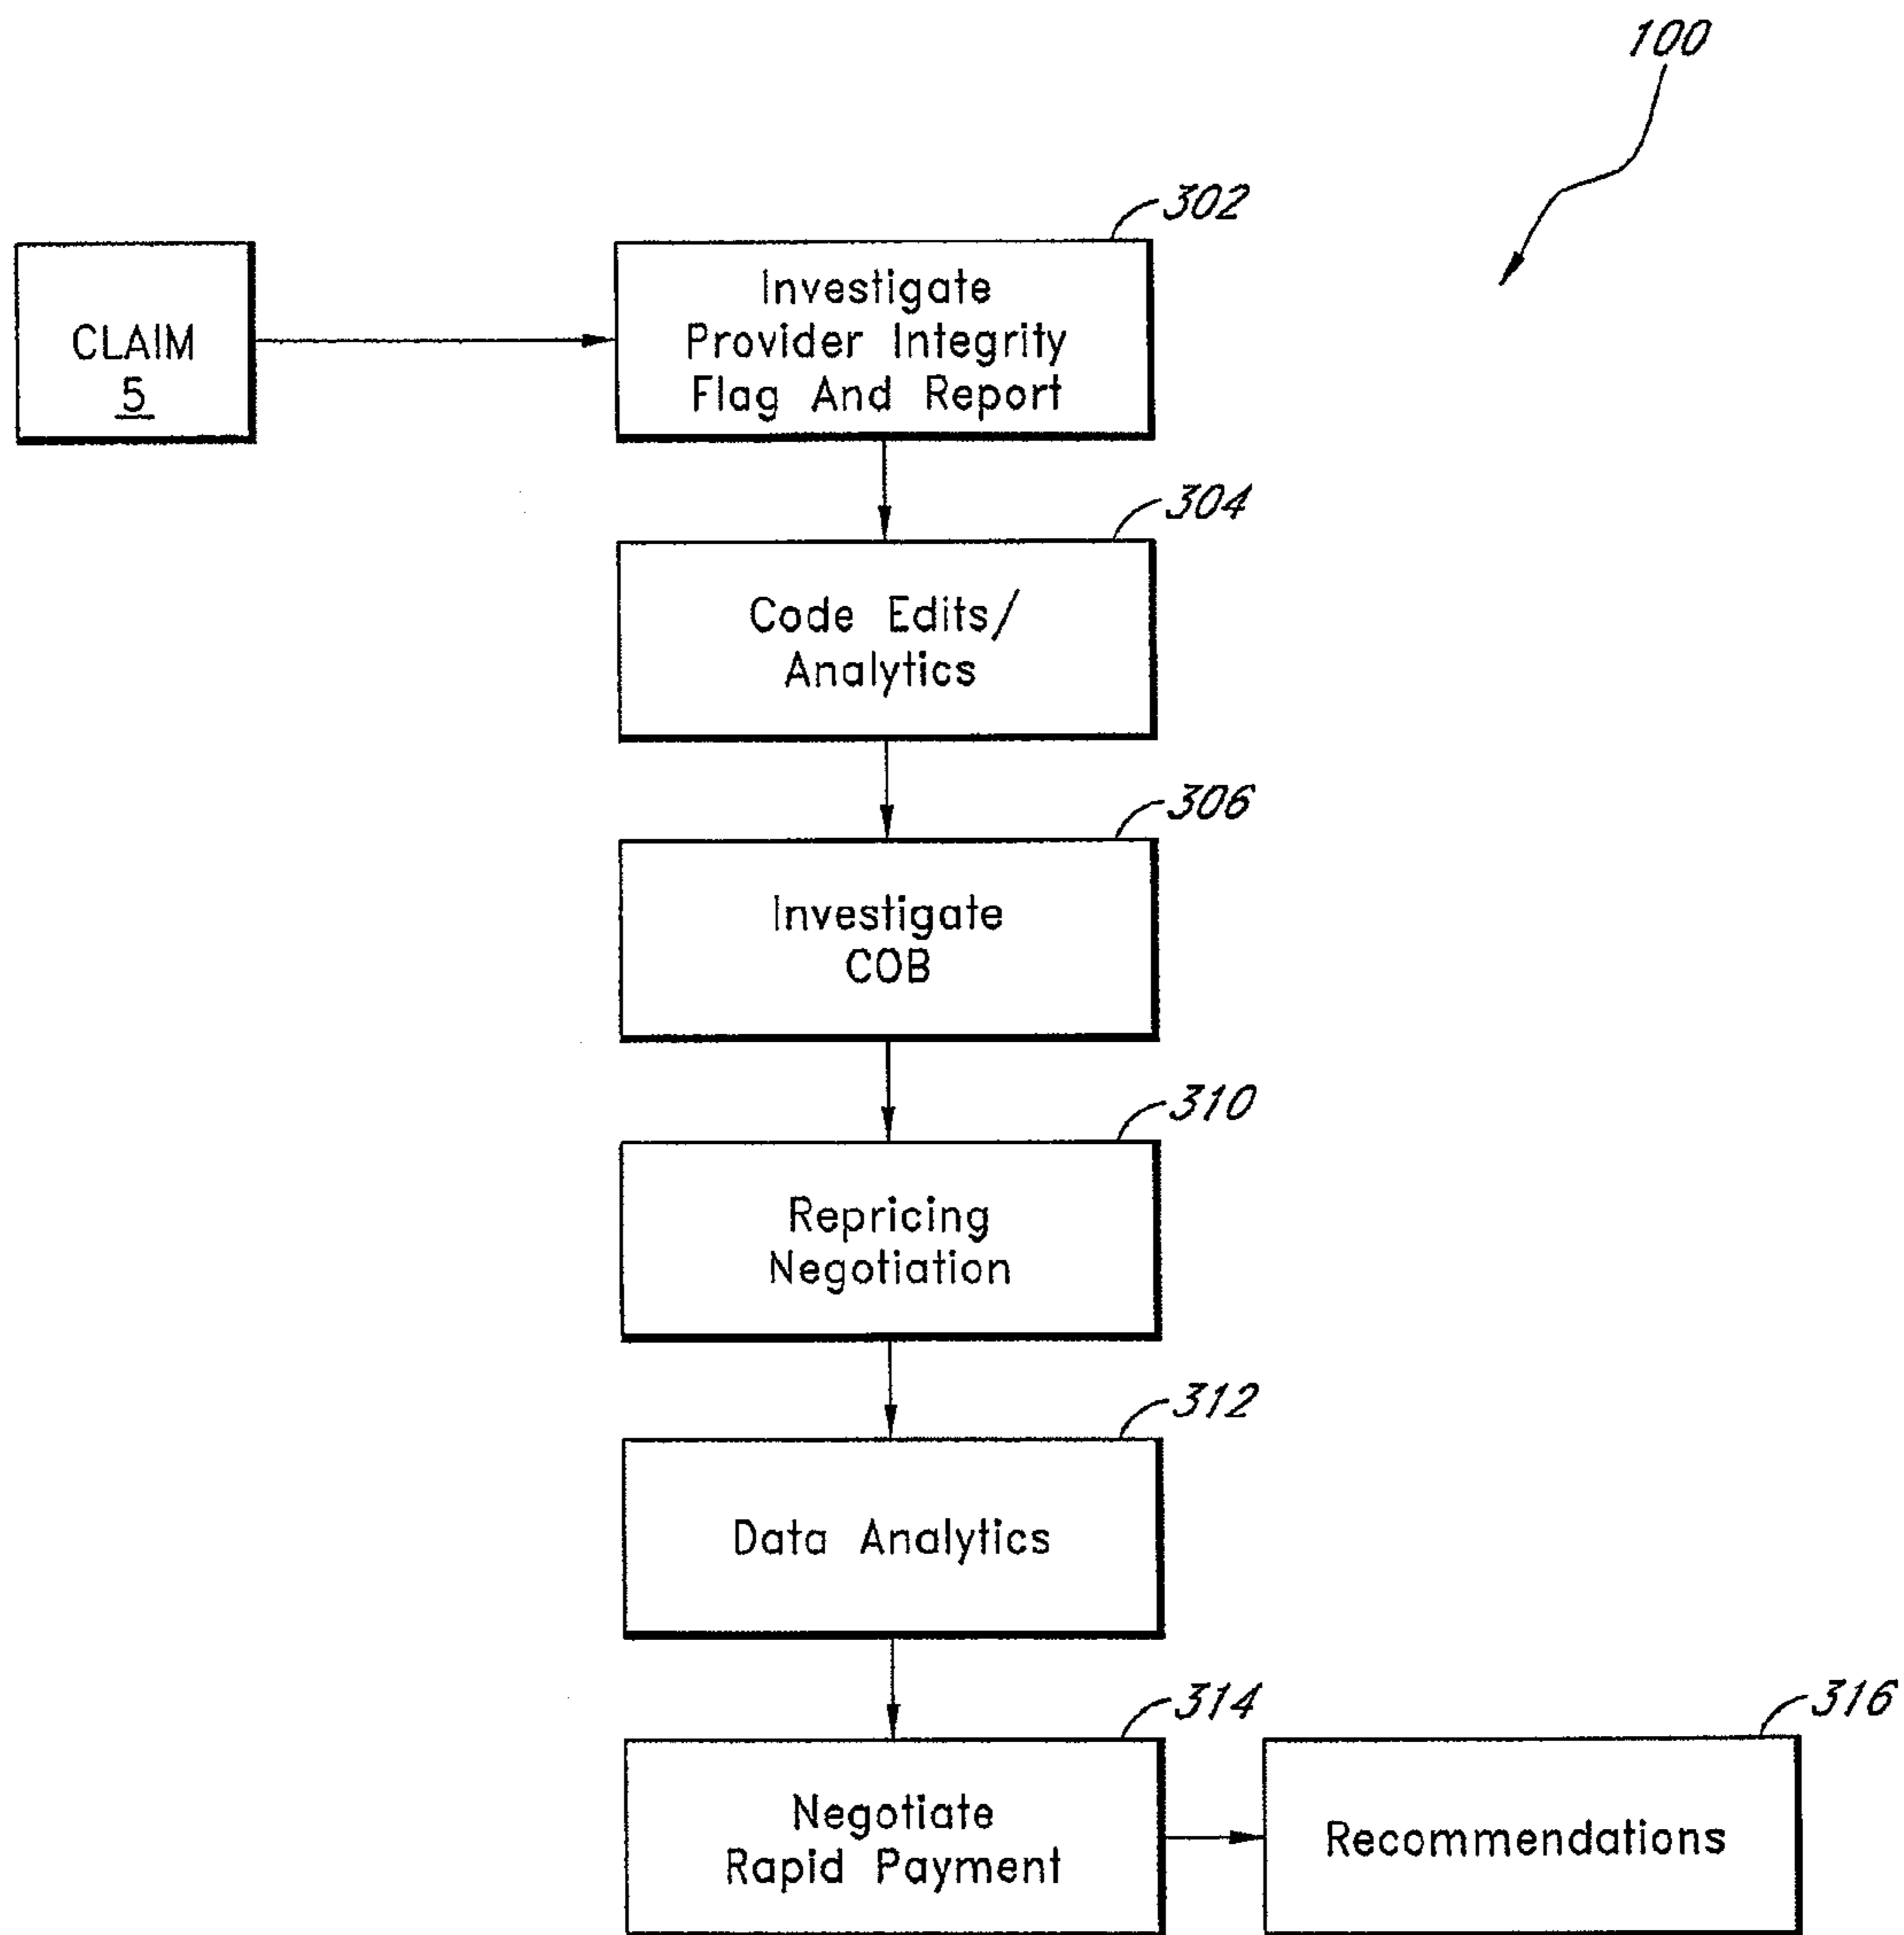 100
302
CLAIM
5
Investigate
Provider Integrity
Flag And Report
304
Code Edits/
Analytics
306
Investigate
COB
310
Repricing
Negotiation
312
Data Analytics
314
Negotiate
Rapid Payment
316
Recommendations